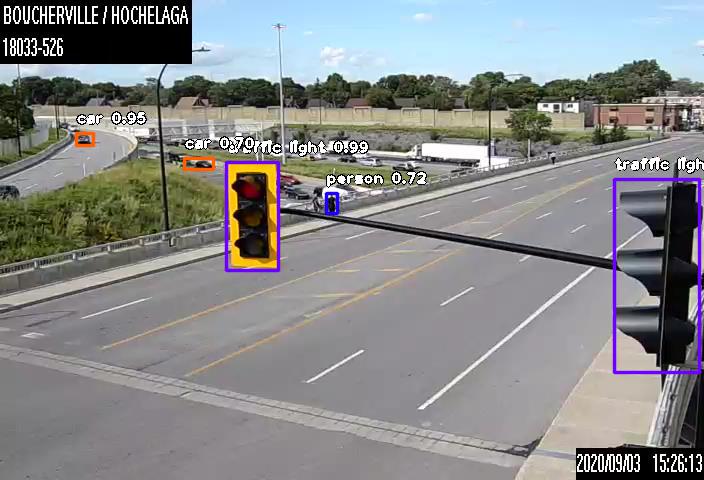 BOUCHERVILLE / HOCHELAGA
18033-526
car 0.95
car 0.70
traffic light 0.99
person 0.72
traffic ligh
2020/09/03 15:26:13